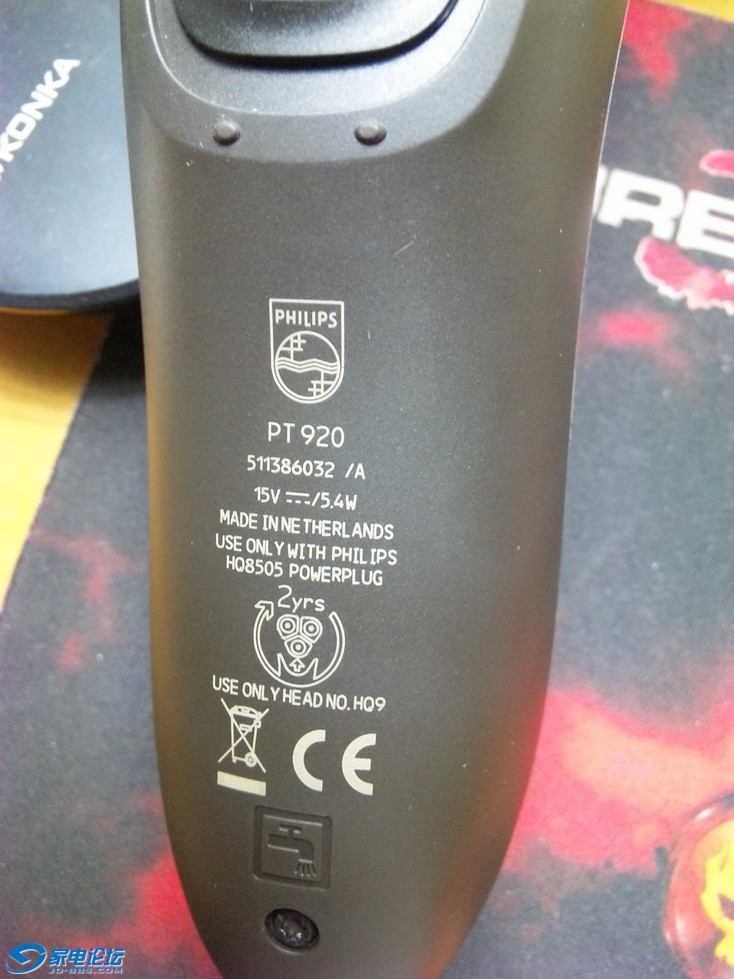 KONKA
PHILIPS
PT 920
511386032 /A
15V ⎓/5.4W
MADE IN NETHERLANDS
USE ONLY WITH PHILIPS
HQ8505 POWERPLUG
2yrs
USE ONLY HEAD NO. HQ9
CE
家电论坛
JD-BBS.COM